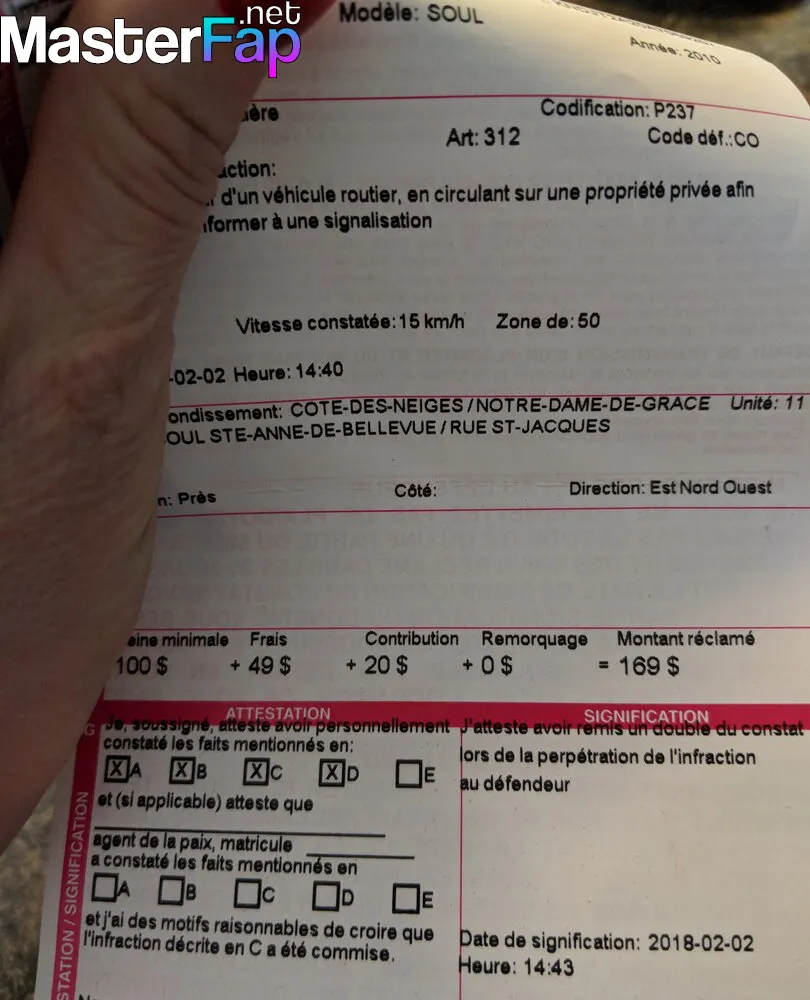 MasterFap.net
Modèle: SOUL
Année: 2010
Codification: P237
Art: 312 Code déf.:CO
d'un véhicule routier, en circulant sur une propriété privée afin
à une signalisation
Vitesse constatée: 15 km/h Zone de: 50
-02-02 Heure: 14:40
COTE-DES-NEIGES / NOTRE-DAME-DE-GRACE Unité: 11
OUL STE-ANNE-DE-BELLEVUE / RUE ST-JACQUES
n: Près Côté: Direction: Est Nord Ouest
eine minimale Frais Contribution Remorquage Montant réclamé
100 $ + 49 $ + 20 $ + 0 $ = 169 $
ATTESTATION
Je, soussigné, atteste avoir personnellement
constaté les faits mentionnés en:
X A X B X C X D E
et (si applicable) atteste que
agent de la paix, matricule
a constaté les faits mentionnés en
A B C D E
et j'ai des motifs raisonnables de croire que
l'infraction décrite en C a été commise.
SIGNIFICATION
J'atteste avoir remis un double du constat
lors de la perpétration de l'infraction
au défendeur
Date de signification: 2018-02-02
Heure: 14:43
TATION / SIGNIFICATION